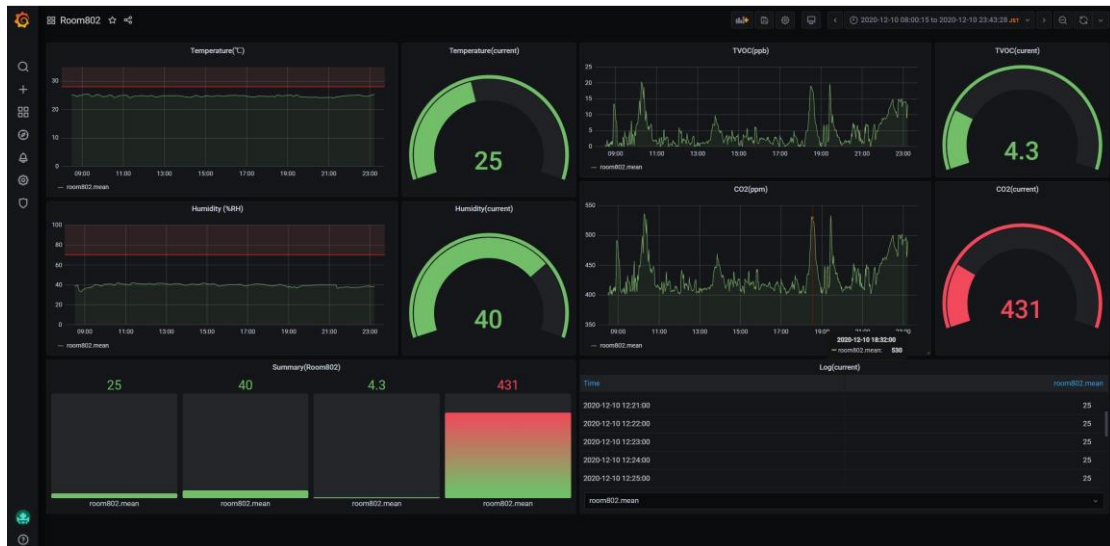 Room802
2020-12-10 08:00:15 to 2020-12-10 23:43:28 JST
Temperature(℃)
30
20
10
0
09:00 11:00 13:00 15:00 17:00 19:00 21:00 23:00
room802.mean
Temperature(current)
25
TVOC(ppb)
25
20
15
10
5
0
09:00 11:00 13:00 15:00 17:00 19:00 21:00 23:00
room802.mean
TVOC(curent)
4.3
Humidity (%RH)
100
80
60
40
20
0
09:00 11:00 13:00 15:00 17:00 19:00 21:00 23:00
room802.mean
Humidity(current)
40
CO2(ppm)
550
500
450
400
350
09:00 11:00 13:00 15:00 17:00
room802.mean
2020-12-10 18:32:00
room802.mean: 530
CO2(current)
431
Summary(Room802)
25 40 4.3 431
room802.mean room802.mean room802.mean room802.mean
Log(current)
Time room802.mean
2020-12-10 12:21:00 25
2020-12-10 12:22:00 25
2020-12-10 12:23:00 25
2020-12-10 12:24:00 25
2020-12-10 12:25:00 25
room802.mean